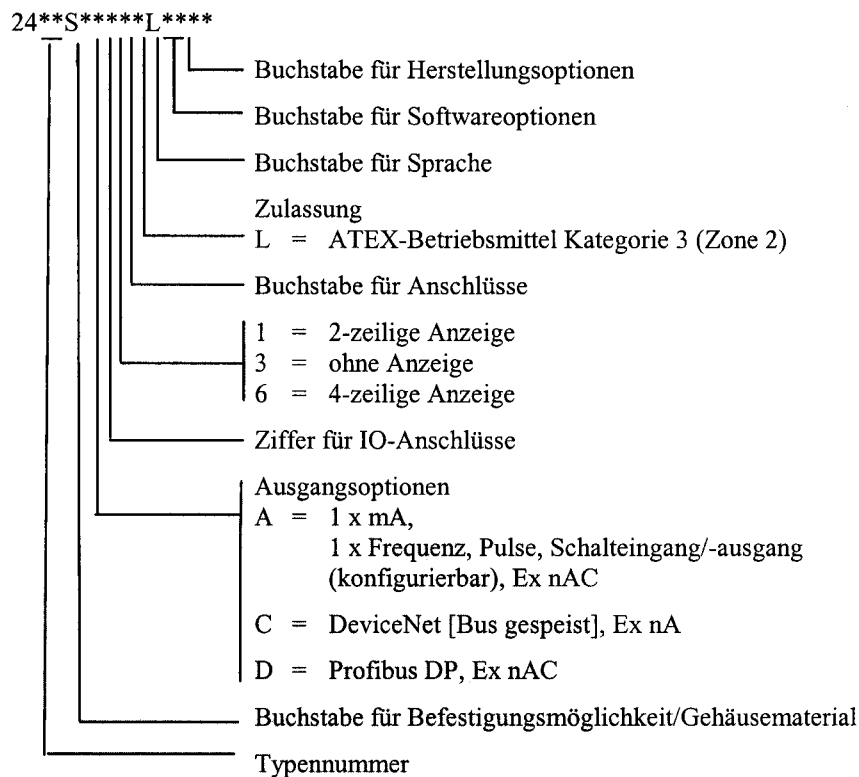 24**S*****L****
Buchstabe für Herstellungsoptionen
Buchstabe für Softwareoptionen
Buchstabe für Sprache
Zulassung
L = ATEX-Betriebsmittel Kategorie 3 (Zone 2)
Buchstabe für Anschlüsse
1 = 2-zeilige Anzeige
3 = ohne Anzeige
6 = 4-zeilige Anzeige
Ziffer für IO-Anschlüsse
Ausgangsoptionen
A = 1 x mA,
1 x Frequenz, Pulse, Schalteingang/-ausgang
(konfigurierbar), Ex nAC
C = DeviceNet [Bus gespeist], Ex nA
D = Profibus DP, Ex nAC
Buchstabe für Befestigungsmöglichkeit/Gehäusematerial
Typennummer